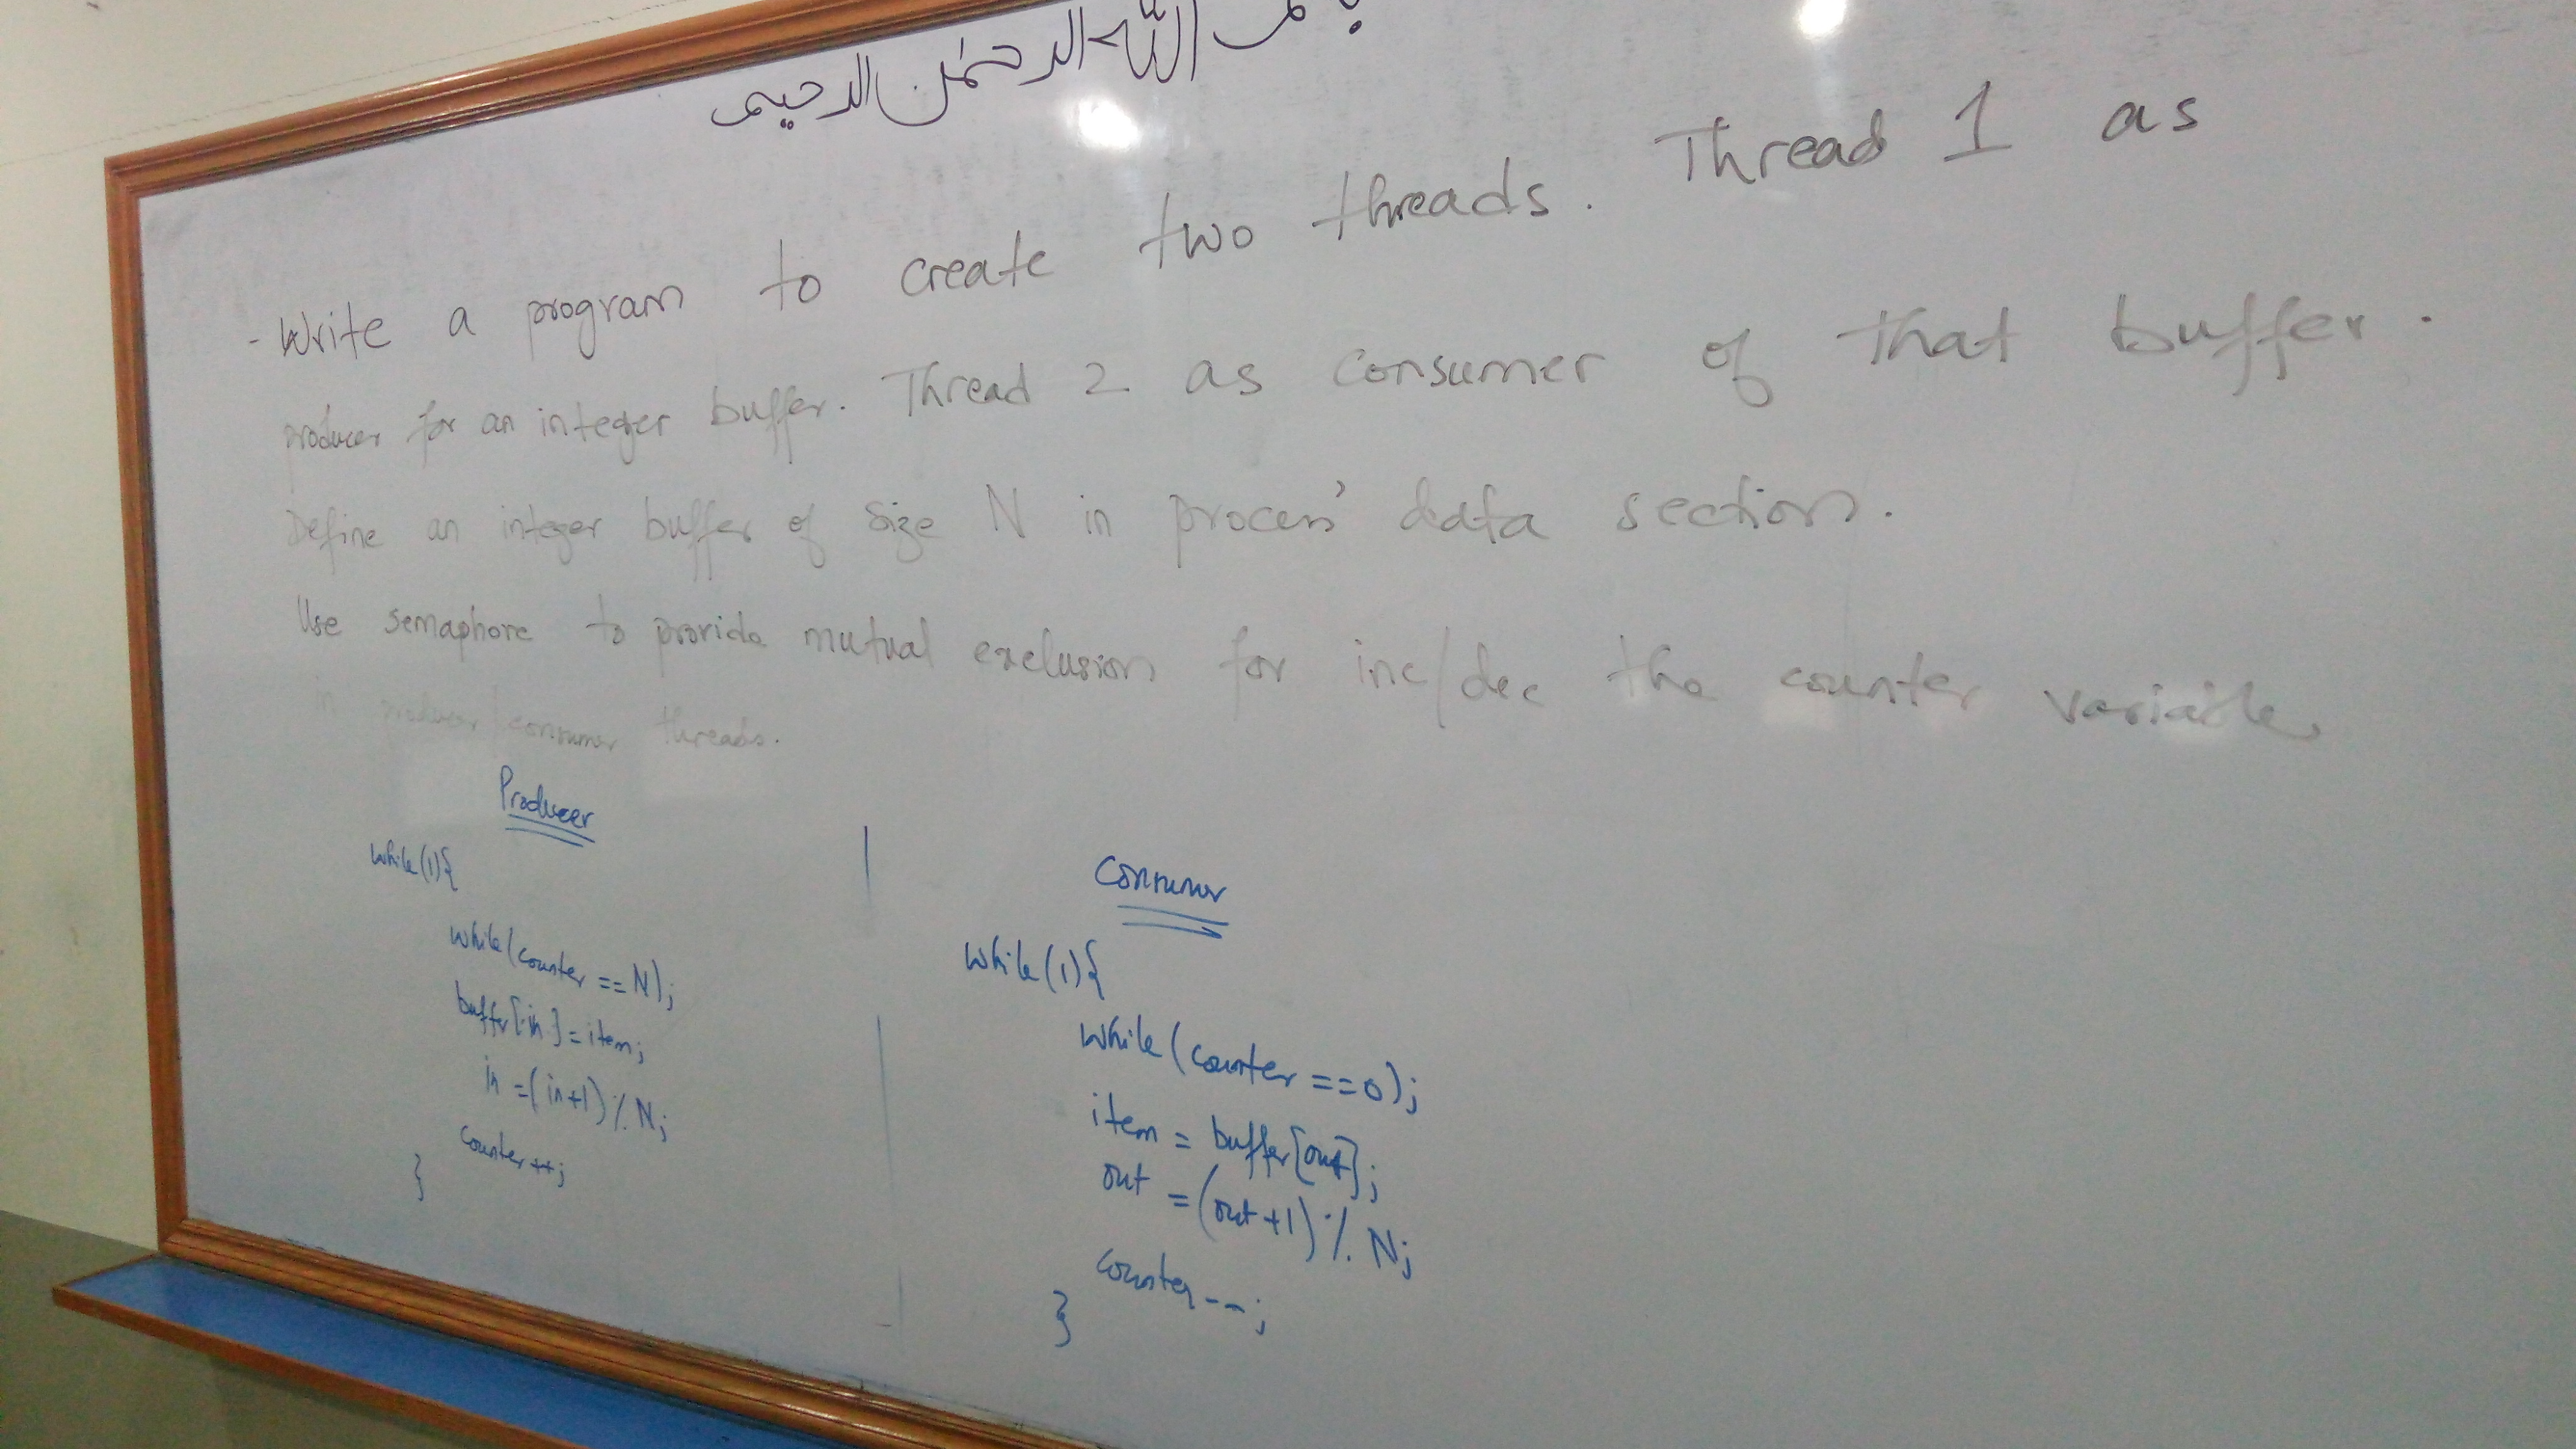 بسم الله الرحمٰن الرحيم
- Write a program to create two threads. Thread 1 as
producer for an integer buffer. Thread 2 as consumer of that buffer.
Define an integer buffer of size N in process' data section.
Use semaphore to provide mutual exclusion for inc/dec the counter variable
in producer/consumer threads.
Producer
while(1){
while(counter == N);
buffer[in] = item;
in = (in+1) % N;
counter++;
}
Consumer
while(1){
while(counter == 0);
item = buffer[out];
out = (out+1) % N;
counter--;
}